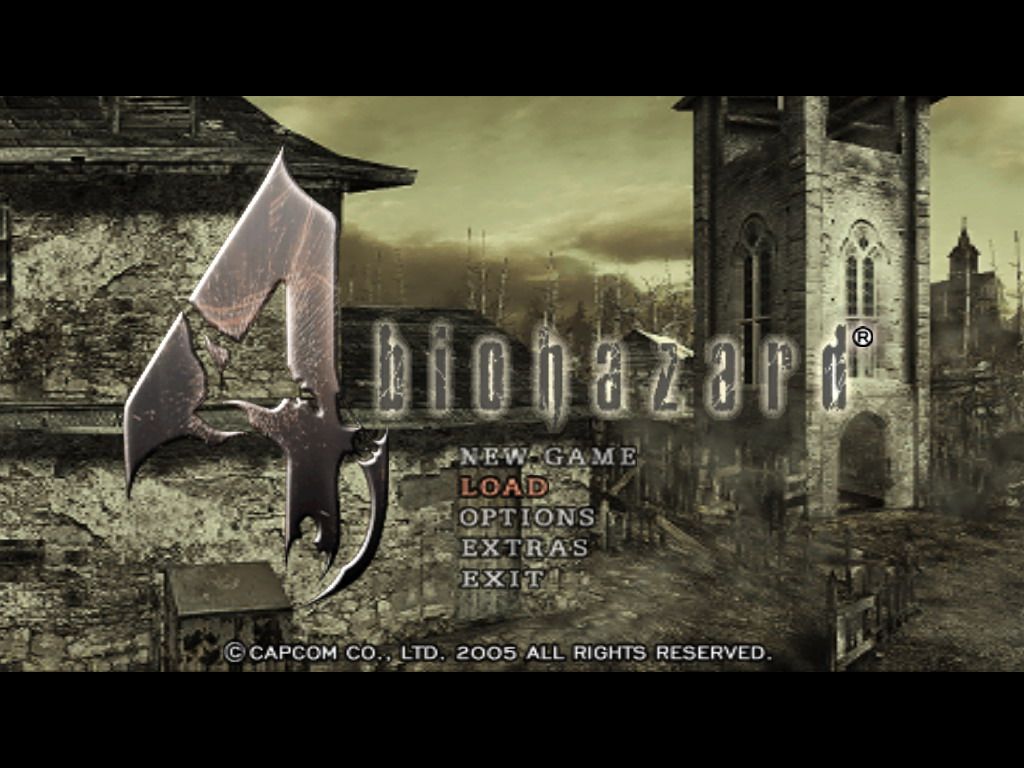 4
biohazard®
NEW GAME
LOAD
OPTIONS
EXTRAS
EXIT
© CAPCOM CO., LTD. 2005 ALL RIGHTS RESERVED.